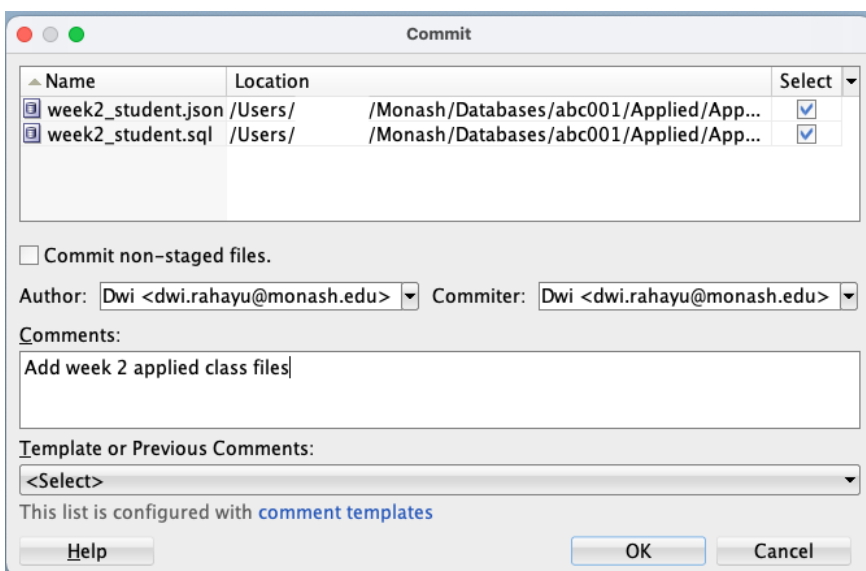 Commit
Name Location Select
week2_student.json /Users/ /Monash/Databases/abc001/Applied/App...
week2_student.sql /Users/ /Monash/Databases/abc001/Applied/App...
Commit non-staged files.
Author: Dwi <dwi.rahayu@monash.edu> Commiter: Dwi <dwi.rahayu@monash.edu>
Comments:
Add week 2 applied class files
Template or Previous Comments:
<Select>
This list is configured with comment templates
Help OK Cancel